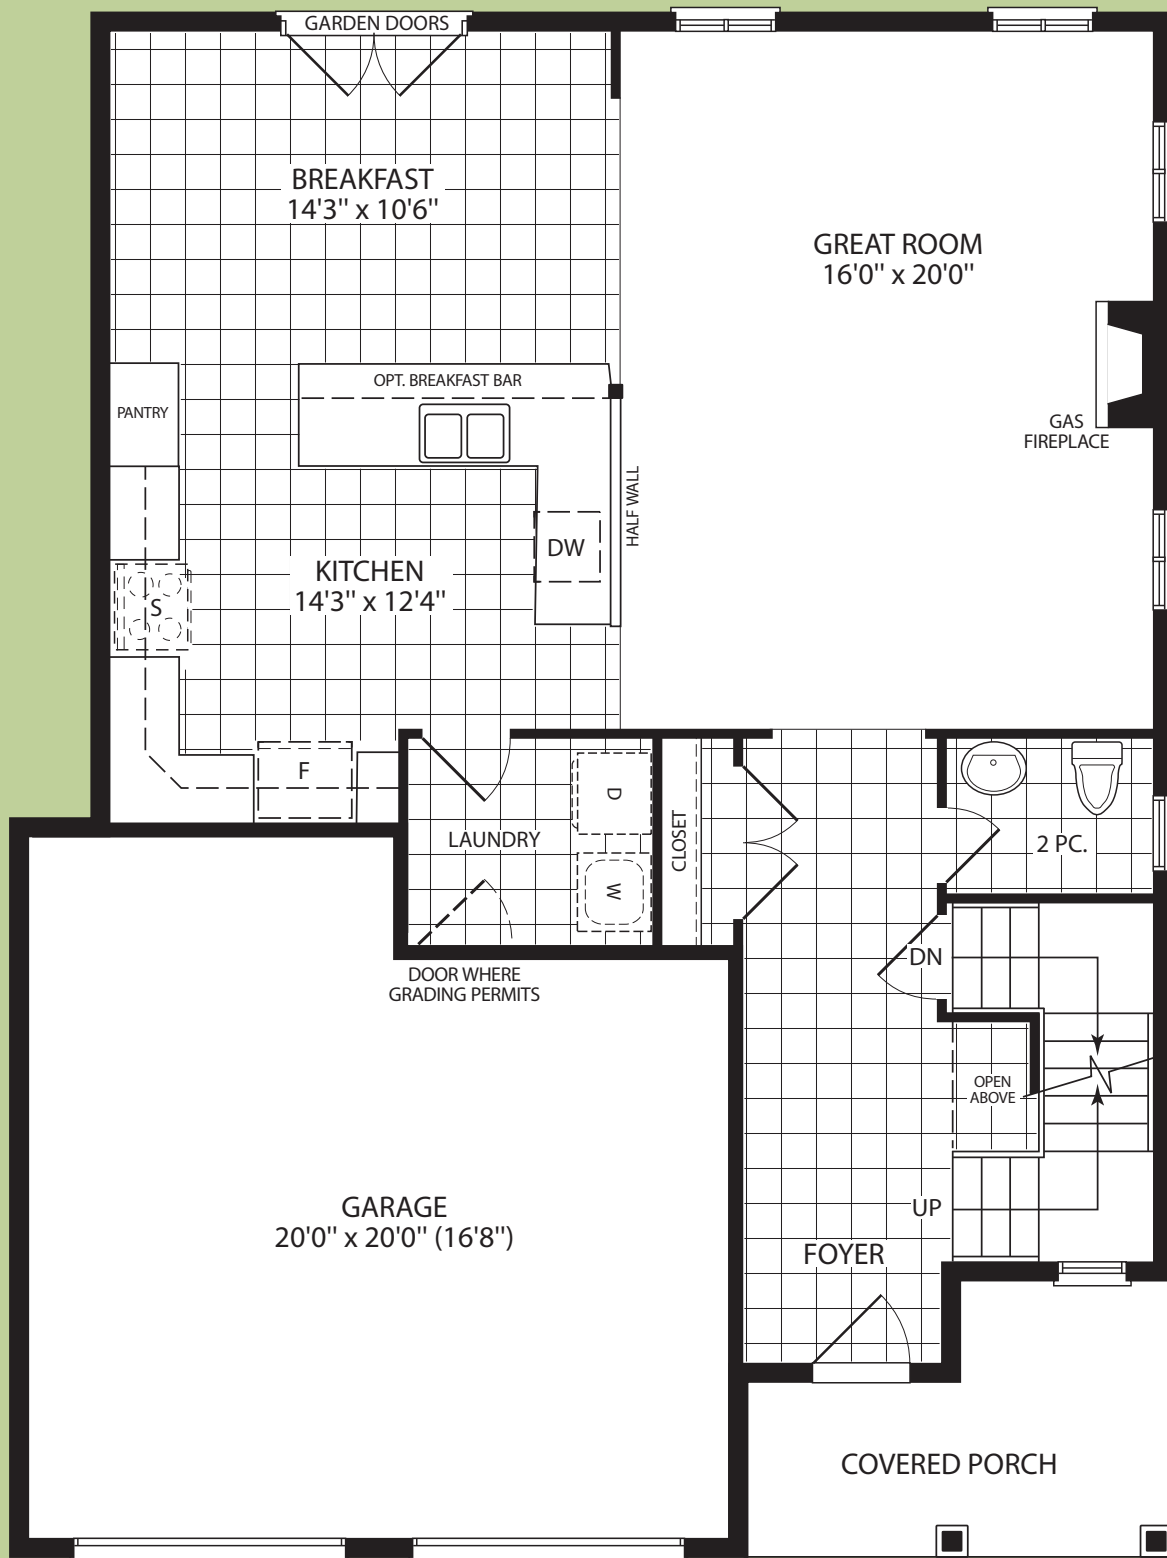 GARDEN DOORS
BREAKFAST
14'3" x 10'6"
GREAT ROOM
16'0" x 20'0"
OPT. BREAKFAST BAR
PANTRY
GAS
FIREPLACE
HALF WALL
DW
KITCHEN
14'3" x 12'4"
S
F
D
LAUNDRY
CLOSET
2 PC.
W
DN
DOOR WHERE
GRADING PERMITS
OPEN
ABOVE
GARAGE
20'0" x 20'0" (16'8")
UP
FOYER
COVERED PORCH